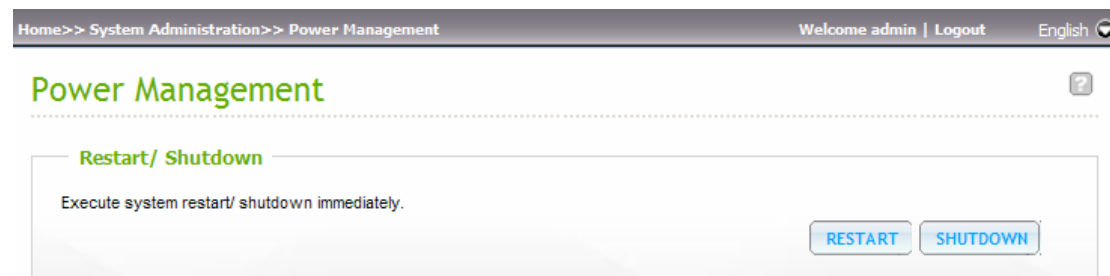 Home>> System Administration>> Power Management Welcome admin | Logout English
Power Management ?
Restart/ Shutdown
Execute system restart/ shutdown immediately.
RESTART SHUTDOWN